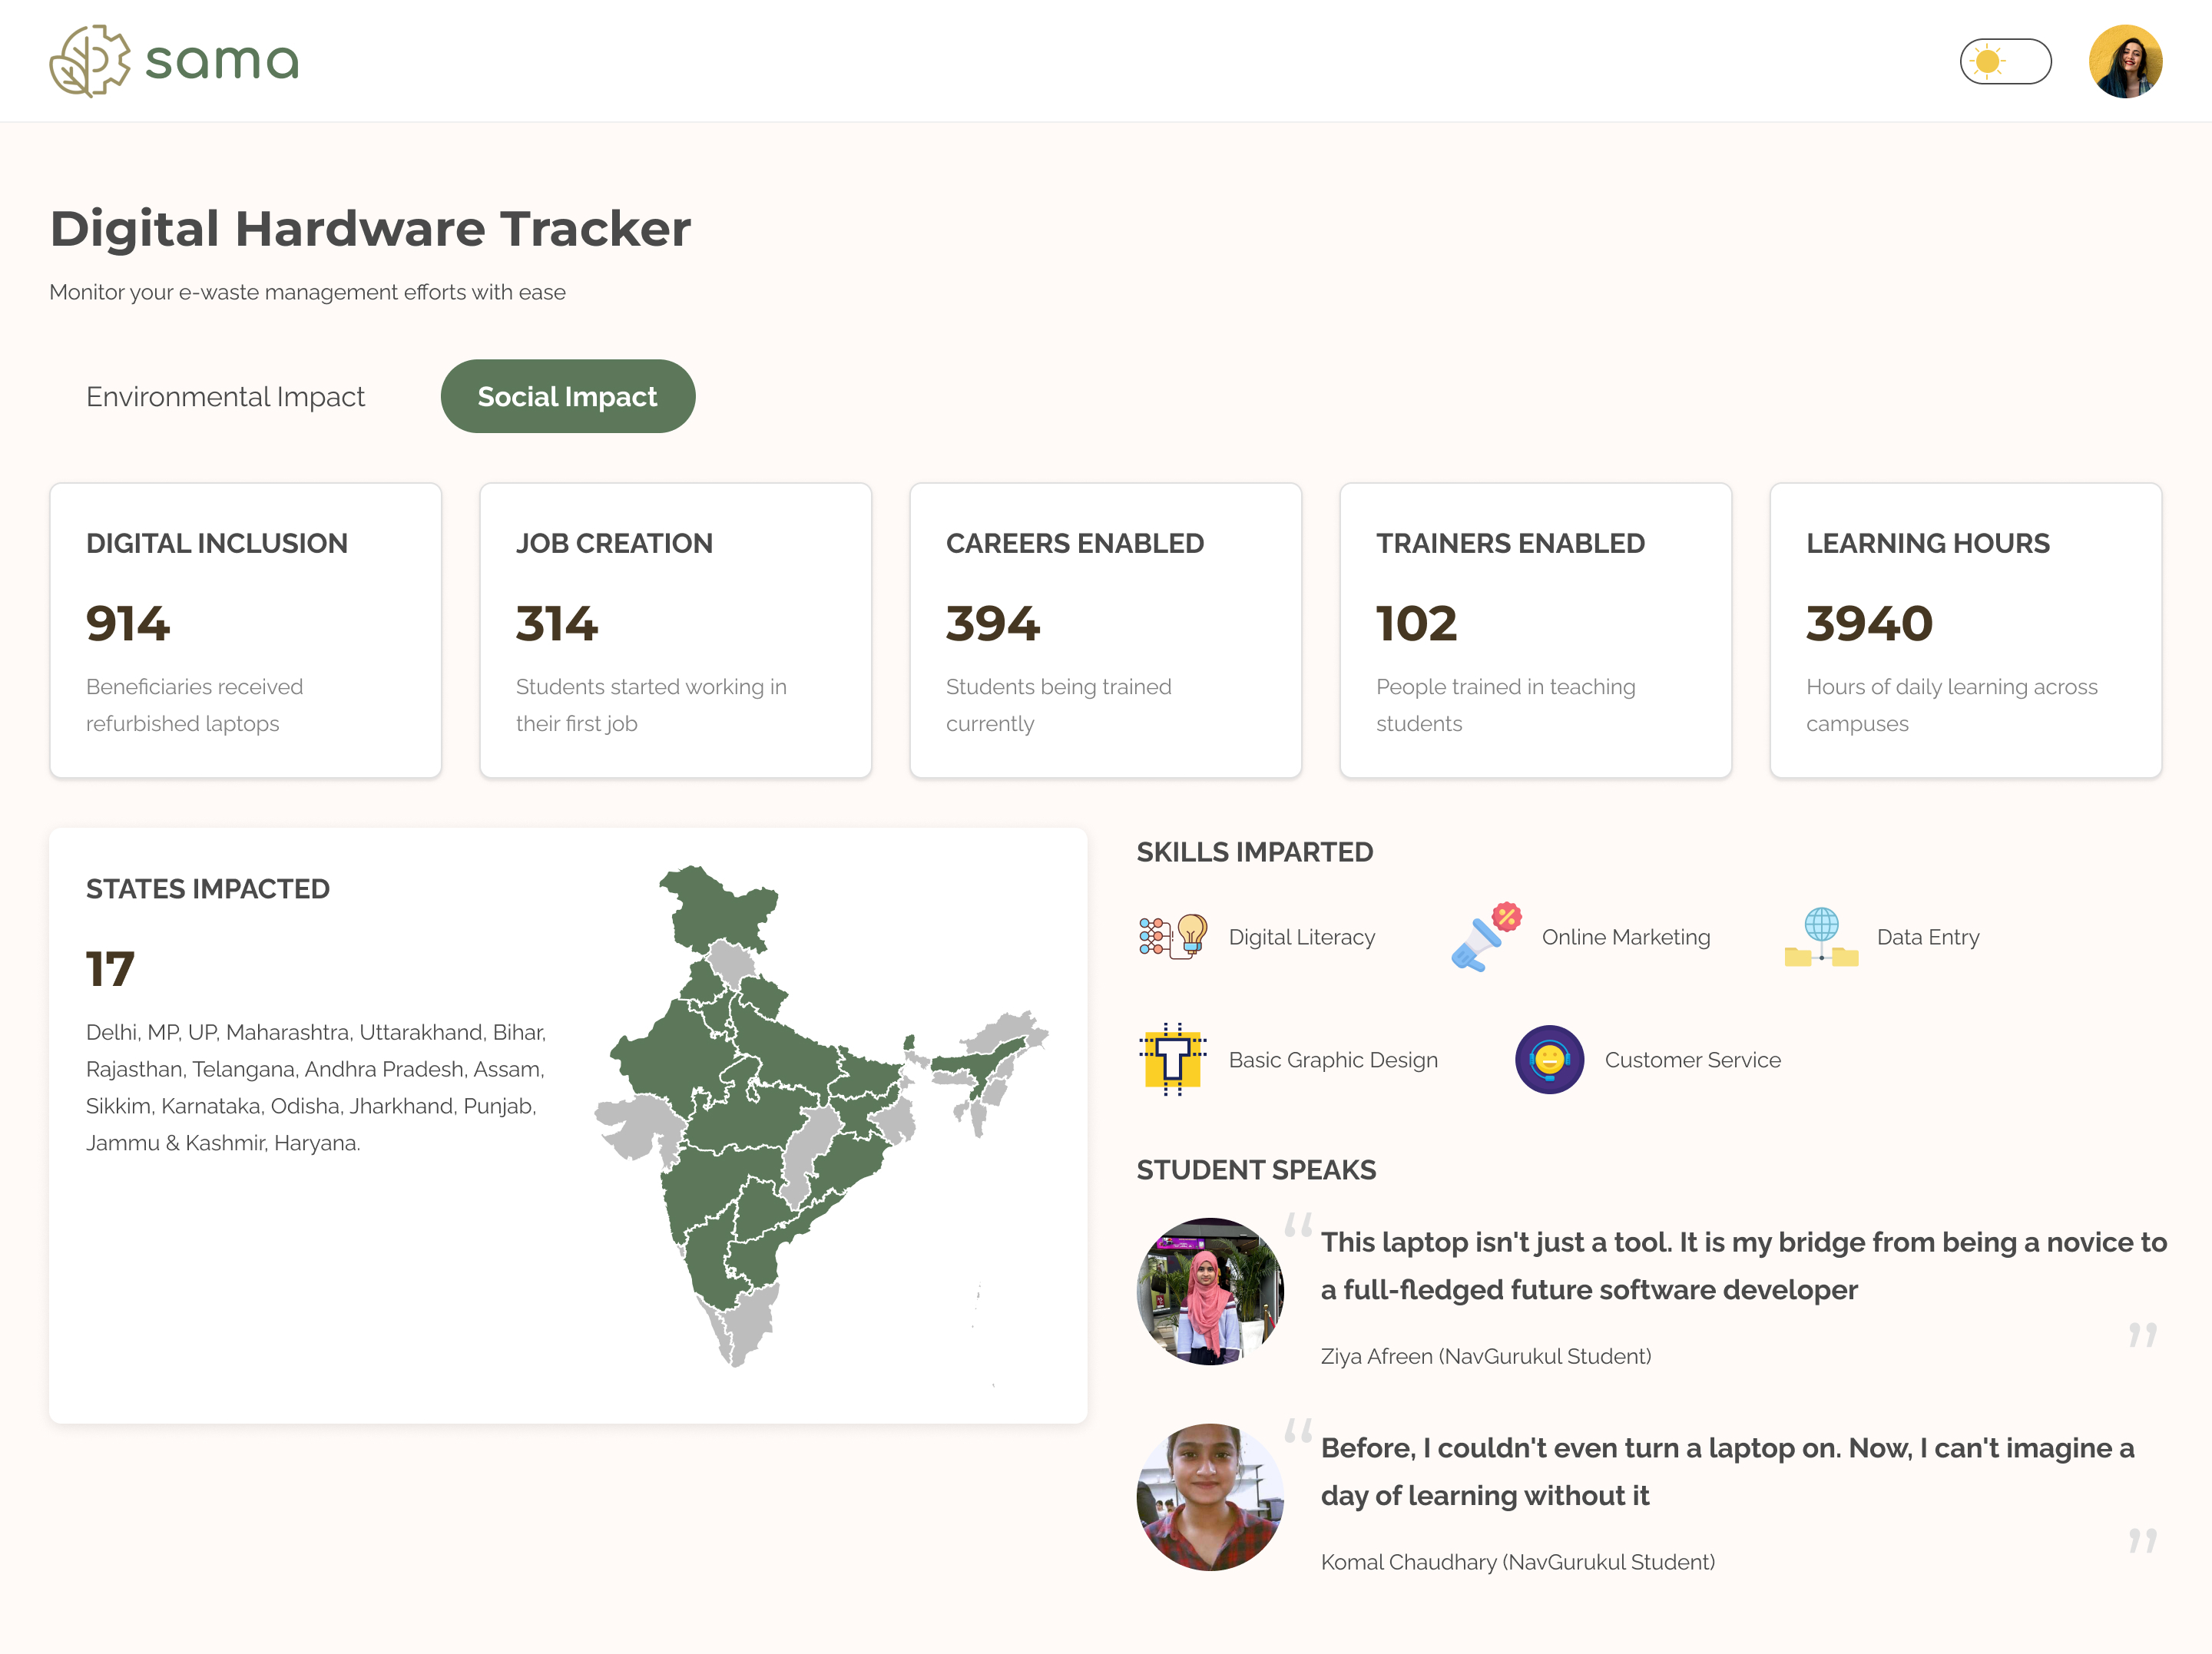 sama
Digital Hardware Tracker
Monitor your e-waste management efforts with ease
Environmental Impact
Social Impact
DIGITAL INCLUSION
914
Beneficiaries received
refurbished laptops
JOB CREATION
314
Students started working in
their first job
CAREERS ENABLED
394
Students being trained
currently
TRAINERS ENABLED
102
People trained in teaching
students
LEARNING HOURS
3940
Hours of daily learning across
campuses
STATES IMPACTED
17
Delhi, MP, UP, Maharashtra, Uttarakhand, Bihar,
Rajasthan, Telangana, Andhra Pradesh, Assam,
Sikkim, Karnataka, Odisha, Jharkhand, Punjab,
Jammu & Kashmir, Haryana.
SKILLS IMPARTED
Digital Literacy
Online Marketing
Data Entry
Basic Graphic Design
Customer Service
STUDENT SPEAKS
“ This laptop isn't just a tool. It is my bridge from being a novice to
a full-fledged future software developer ”
Ziya Afreen (NavGurukul Student)
“ Before, I couldn't even turn a laptop on. Now, I can't imagine a
day of learning without it ”
Komal Chaudhary (NavGurukul Student)